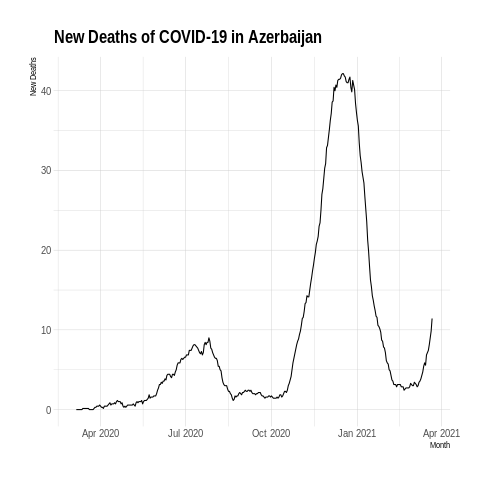 New Deaths of COVID-19 in Azerbaijan
New Deaths
40
30
20
10
0
Apr 2020 Jul 2020 Oct 2020 Jan 2021 Apr 2021
Month